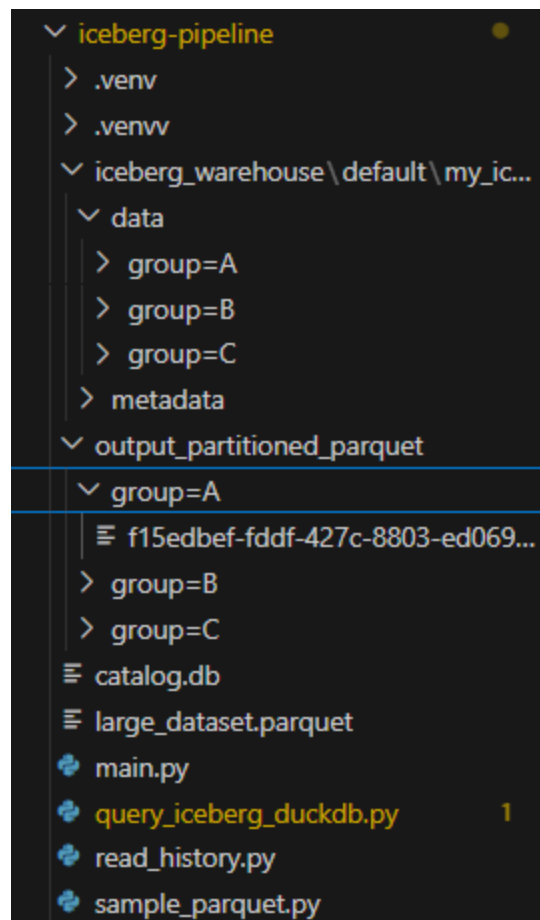 iceberg-pipeline
.venv
.venvv
iceberg_warehouse\default\my_ic...
data
group=A
group=B
group=C
metadata
output_partitioned_parquet
group=A
f15edbef-fddf-427c-8803-ed069...
group=B
group=C
catalog.db
large_dataset.parquet
main.py
query_iceberg_duckdb.py 1
read_history.py
sample_parquet.py